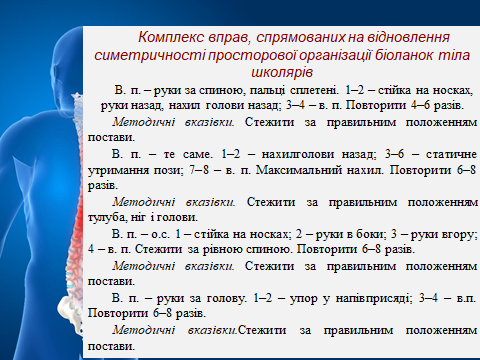 Комплекс вправ, спрямованих на відновлення
симетричності просторової організації біоланок тіла
школярів
В. п. – руки за спиною, пальці сплетені. 1–2 – стійка на носках,
руки назад, нахил голови назад; 3–4 – в. п. Повторити 4–6 разів.
Методичні вказівки. Стежити за правильним положенням
постави.
В. п. – те саме. 1–2 – нахилголови назад; 3–6 – статичне
утримання пози; 7–8 – в. п. Максимальний нахил. Повторити 6–8
разів.
Методичні вказівки. Стежити за правильним положенням
тулуба, ніг і голови.
В. п. – о.с. 1 – стійка на носках; 2 – руки в боки; 3 – руки вгору;
4 – в. п. Стежити за рівною спиною. Повторити 6–8 разів.
Методичні вказівки. Стежити за правильним положенням
постави.
В. п. – руки за голову. 1–2 – упор у напівприсяді; 3–4 – в.п.
Повторити 6–8 разів.
Методичні вказівки.Стежити за правильним положенням
постави.